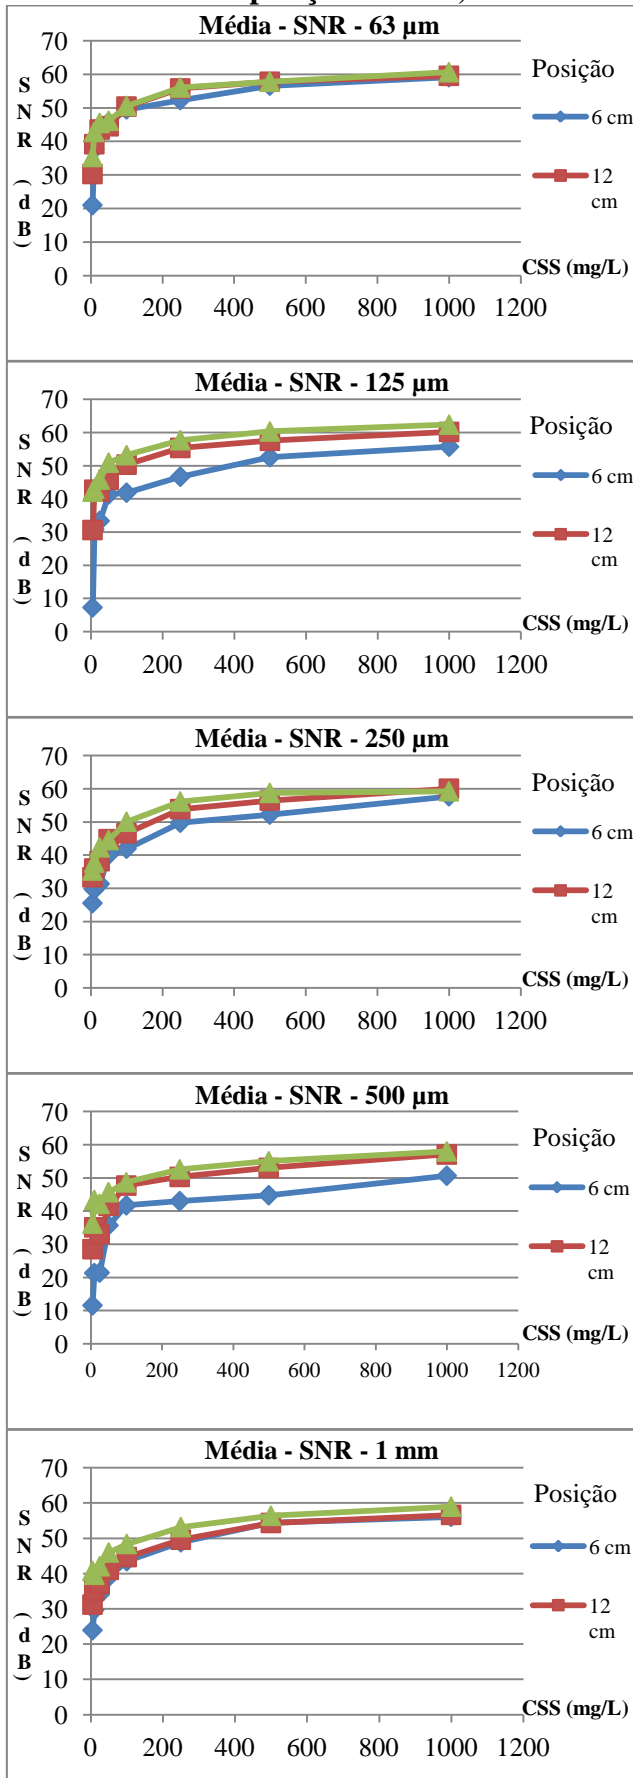 Média - SNR - 63 µm
70
60
50
40
30
20
10
0
S
N
R
(
d
B
)
Posição
6 cm
12
cm
CSS (mg/L)
0 200 400 600 800 1000 1200
Média - SNR - 125 µm
70
60
50
40
30
20
10
0
S
N
R
(
d
B
)
Posição
6 cm
12
cm
CSS (mg/L)
0 200 400 600 800 1000 1200
Média - SNR - 250 µm
70
60
50
40
30
20
10
0
S
N
R
(
d
B
)
Posição
6 cm
12
cm
CSS (mg/L)
0 200 400 600 800 1000 1200
Média - SNR - 500 µm
70
60
50
40
30
20
10
0
S
N
R
(
d
B
)
Posição
6 cm
12
cm
CSS (mg/L)
0 200 400 600 800 1000 1200
Média - SNR - 1 mm
70
60
50
40
30
20
10
0
S
N
R
(
d
B
)
Posição
6 cm
12
cm
CSS (mg/L)
0 200 400 600 800 1000 1200